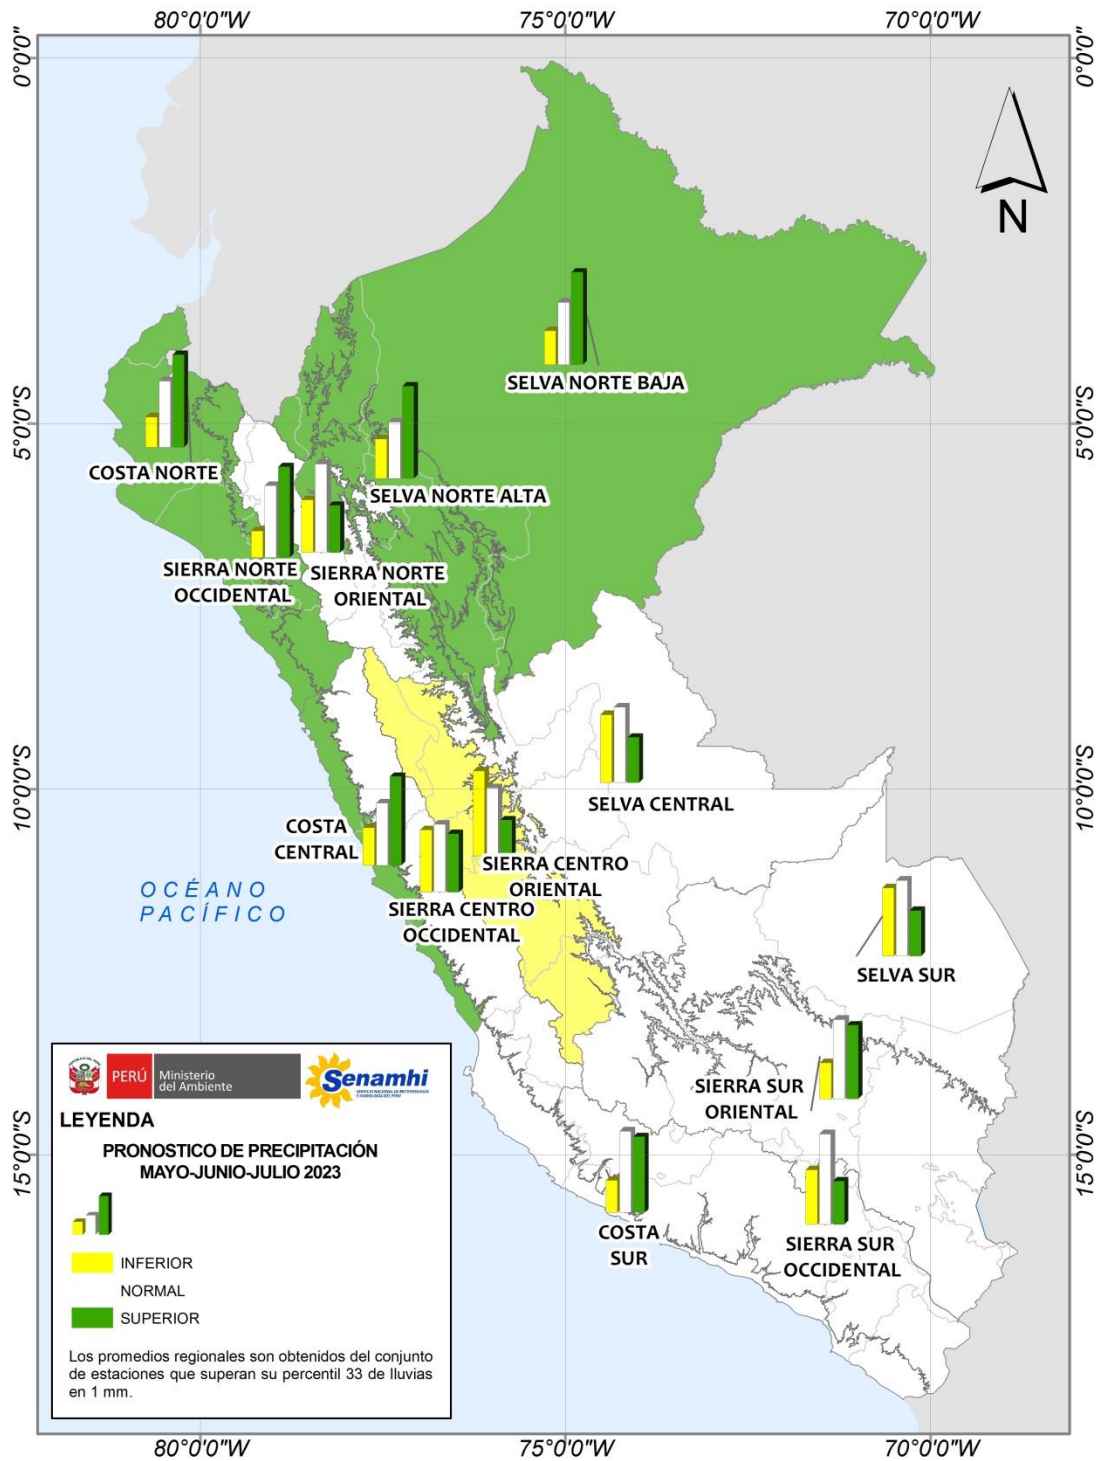 80°0'0"W 75°0'0"W 70°0'0"W
0°0'0"
0°0'0"
N
SELVA NORTE BAJA
5°0'0"S
5°0'0"S
COSTA NORTE
SELVA NORTE ALTA
SIERRA NORTE
OCCIDENTAL
SIERRA NORTE
ORIENTAL
10°0'0"S
10°0'0"S
SELVA CENTRAL
COSTA
CENTRAL
SIERRA CENTRO
ORIENTAL
OCÉANO
PACÍFICO
SIERRA CENTRO
OCCIDENTAL
SELVA SUR
SIERRA SUR
ORIENTAL
15°0'0"S
15°0'0"S
COSTA
SUR
SIERRA SUR
OCCIDENTAL
PERÚ
Ministerio
del Ambiente
Senamhi
LEYENDA
PRONOSTICO DE PRECIPITACIÓN
MAYO-JUNIO-JULIO 2023
INFERIOR
NORMAL
SUPERIOR
Los promedios regionales son obtenidos del conjunto
de estaciones que superan su percentil 33 de lluvias
en 1 mm.
80°0'0"W 75°0'0"W 70°0'0"W